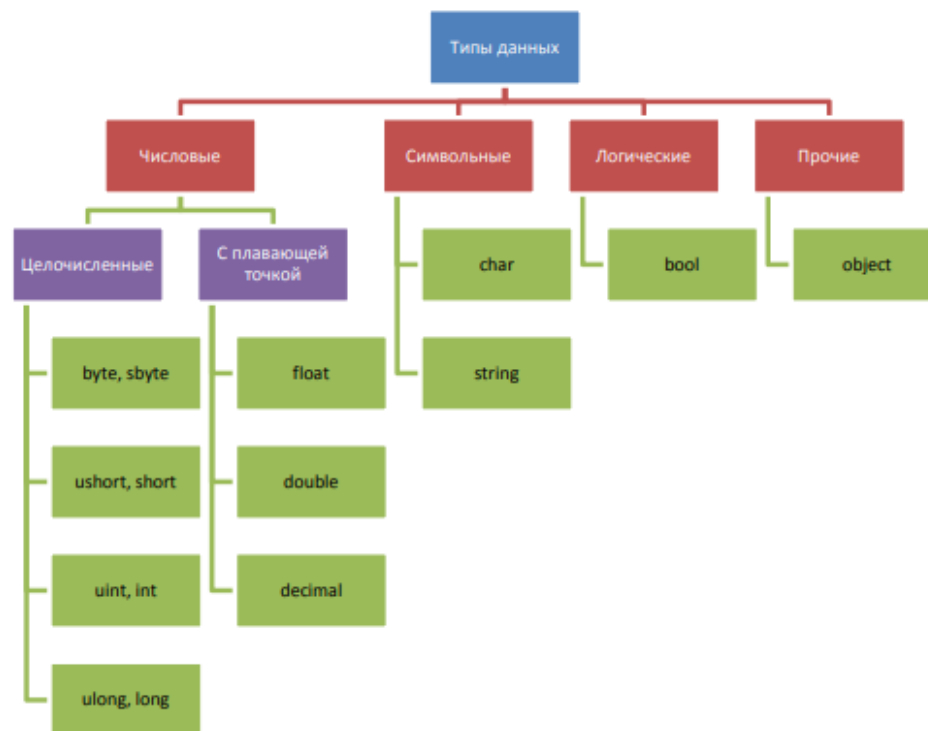 Типы данных
Числовые
Символьные
Логические
Прочие
Целочисленные
С плавающей
точкой
char
bool
object
byte, sbyte
float
string
ushort, short
double
uint, int
decimal
ulong, long